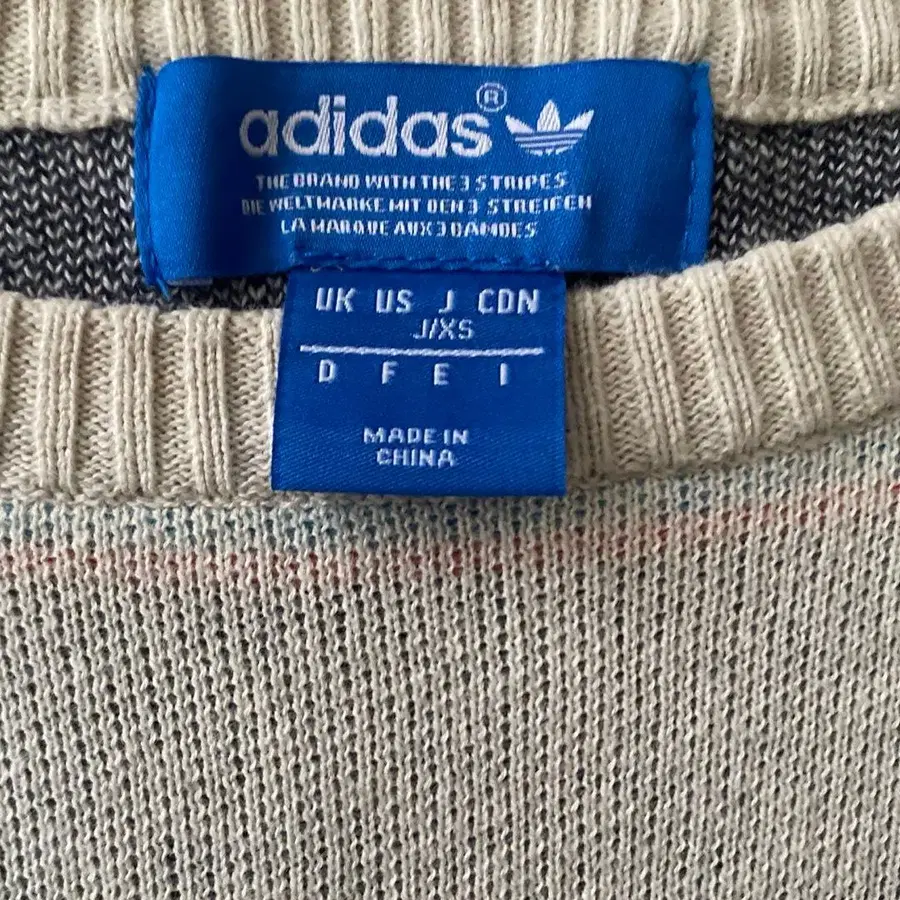 adidas®
THE BRAND WITH THE 3 STRIPES
DIE WELTMARKE MIT DEN 3 STREIFEN
LA MARQUE AUX 3 BANDES
UK US J CDN
J/XS
D F E I
MADE IN
CHINA